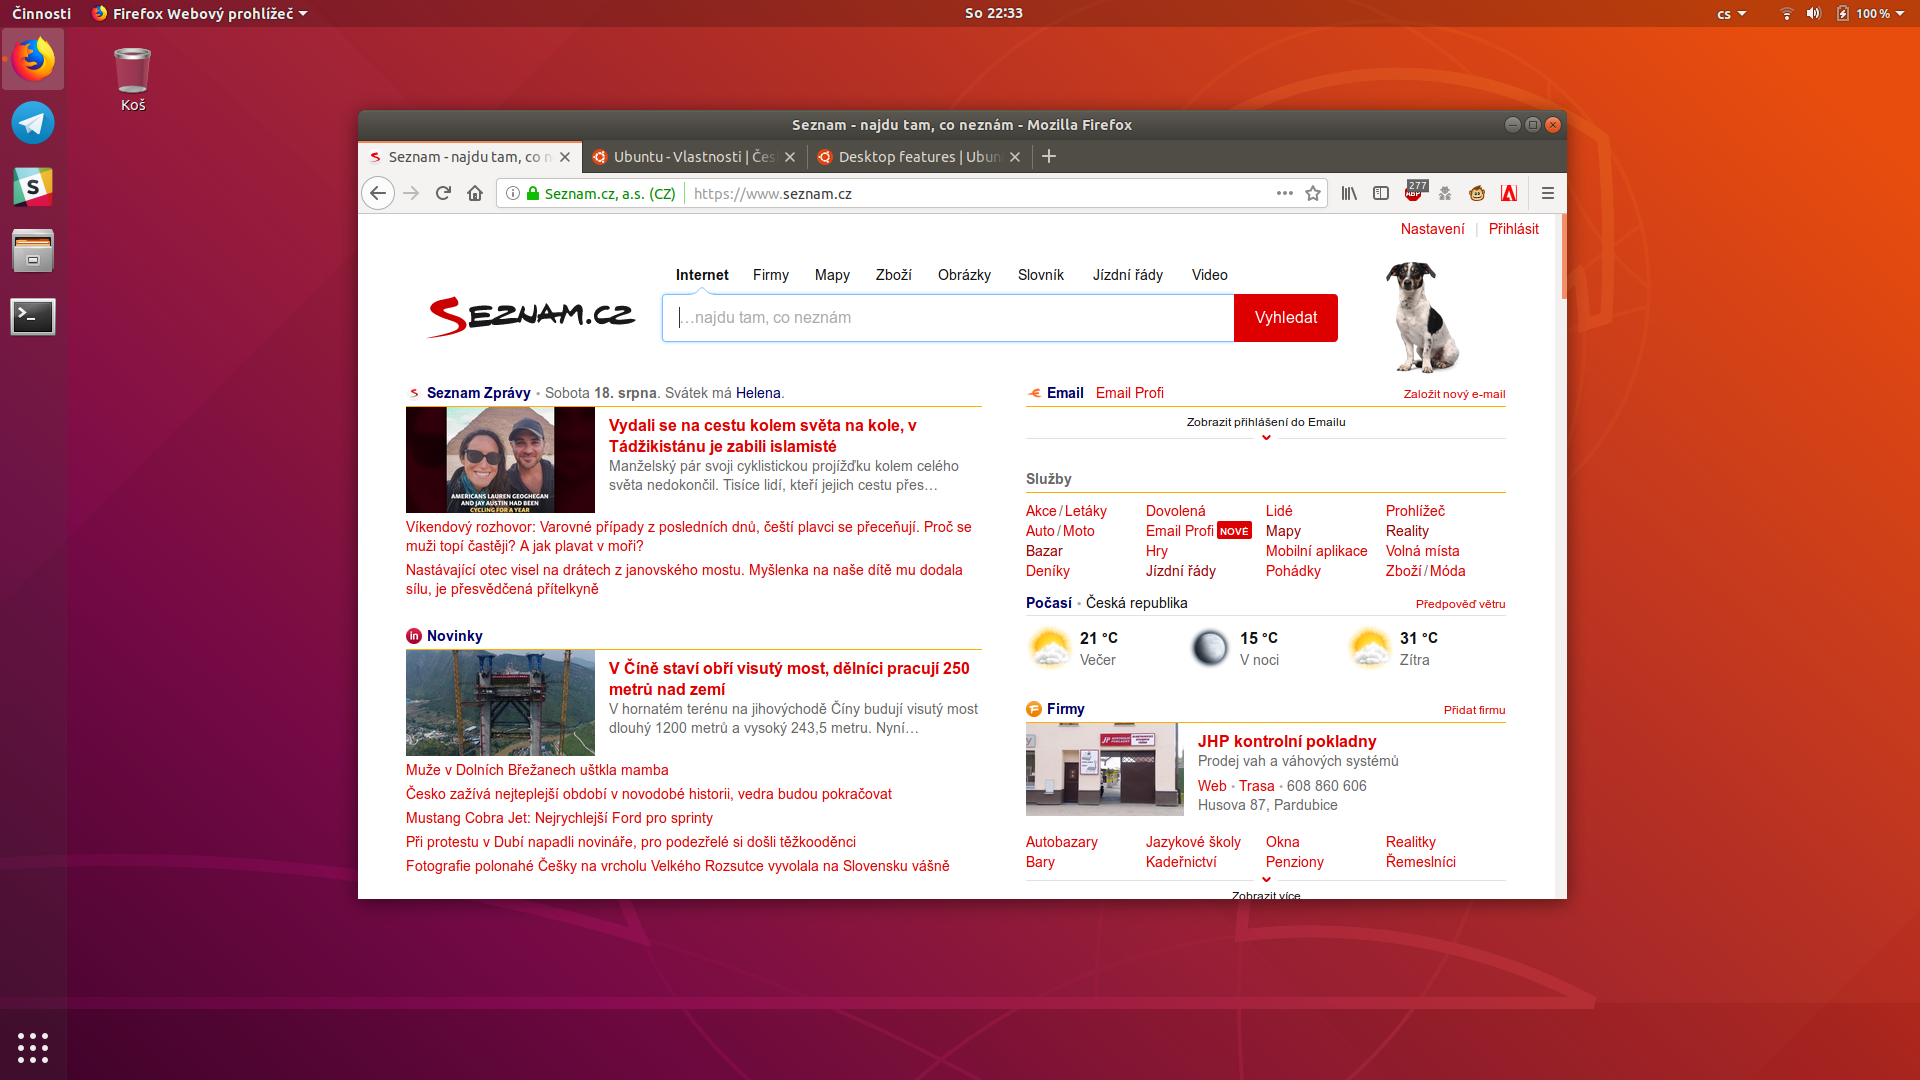 Činnosti
Firefox Webový prohlížeč
So 22:33
cs
100 %
Koš
Seznam - najdu tam, co neznám - Mozilla Firefox
Seznam - najdu tam, co n
Ubuntu - Vlastnosti | Čes
Desktop features | Ubun
Seznam.cz, a.s. (CZ)
https://www.seznam.cz
277
ABP
Nastavení | Přihlásit
Internet Firmy Mapy Zboží Obrázky Slovník Jízdní řády Video
SEZNAM.CZ
...najdu tam, co neznám
Vyhledat
Seznam Zprávy • Sobota 18. srpna. Svátek má Helena.
Vydali se na cestu kolem světa na kole, v
Tádžikistánu je zabili islamisté
Manželský pár svoji cyklistickou projížďku kolem celého
světa nedokončil. Tisíce lidí, kteří jejich cestu přes…
AMERICANS LAUREN GEOGHEGAN
AND JAY AUSTIN HAD BEEN
CYCLING FOR A YEAR
Víkendový rozhovor: Varovné případy z posledních dnů, čeští plavci se přeceňují. Proč se
muži topí častěji? A jak plavat v moři?
Nastávající otec visel na drátech z janovského mostu. Myšlenka na naše dítě mu dodala
sílu, je přesvědčená přítelkyně
in Novinky
V Číně staví obří visutý most, dělníci pracují 250
metrů nad zemí
V hornatém terénu na jihovýchodě Číny budují visutý most
dlouhý 1200 metrů a vysoký 243,5 metru. Nyní…
Muže v Dolních Břežanech uštkla mamba
Česko zažívá nejteplejší období v novodobé historii, vedra budou pokračovat
Mustang Cobra Jet: Nejrychlejší Ford pro sprinty
Při protestu v Dubí napadli novináře, pro podezřelé si došli těžkooděnci
Fotografie polonahé Češky na vrcholu Velkého Rozsutce vyvolala na Slovensku vášně
Email Email Profi Založit nový e-mail
Zobrazit přihlášení do Emailu
Služby
Akce / Letáky Dovolená Lidé Prohlížeč
Auto / Moto Email Profi NOVÉ Mapy Reality
Bazar Hry Mobilní aplikace Volná místa
Deníky Jízdní řády Pohádky Zboží / Móda
Počasí • Česká republika Předpověď větru
21 °C 15 °C 31 °C
Večer V noci Zítra
Firmy Přidat firmu
JHP kontrolní pokladny
Prodej vah a váhových systémů
Web • Trasa • 608 860 606
Husova 87, Pardubice
Autobazary Jazykové školy Okna Realitky
Bary Kadeřnictví Penziony Řemeslníci
Zobrazit více